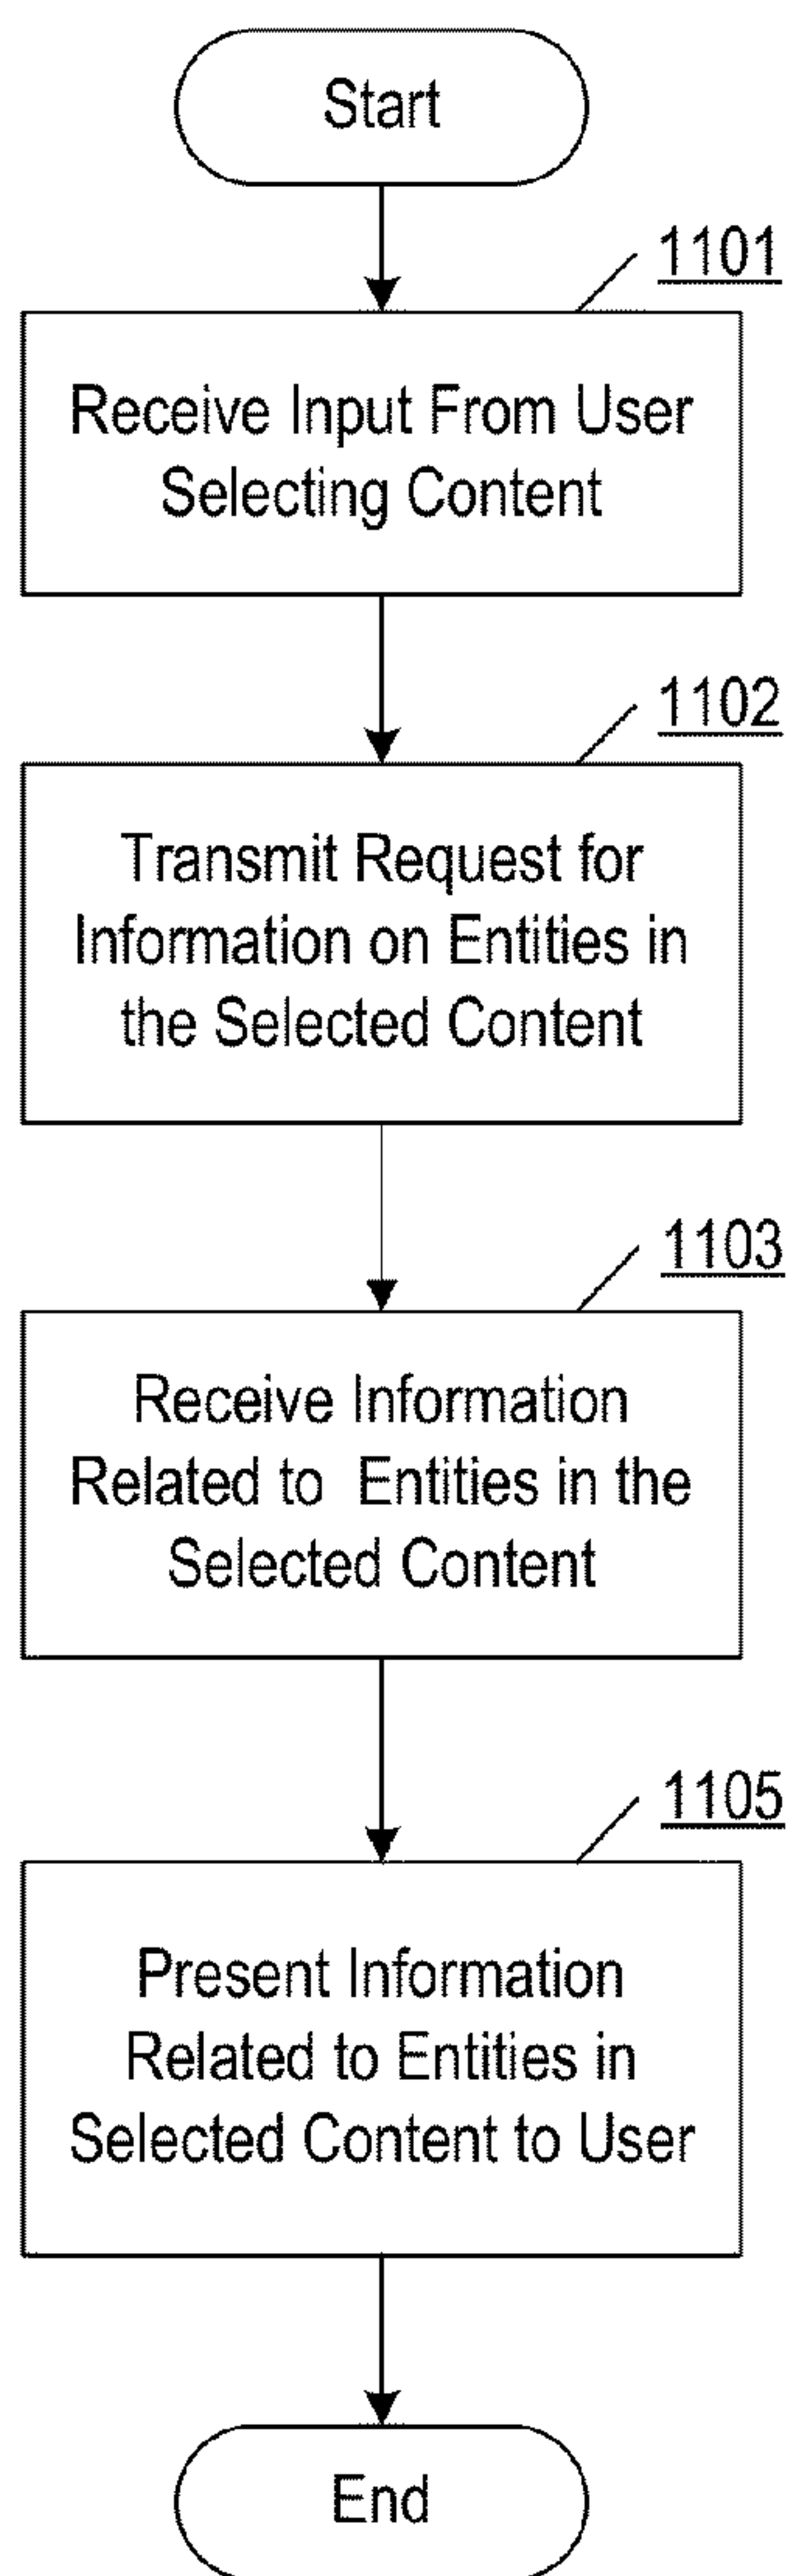 Start
1101
Receive Input From User
Selecting Content
1102
Transmit Request for
Information on Entities in
the Selected Content
1103
Receive Information
Related to Entities in the
Selected Content
1105
Present Information
Related to Entities in
Selected Content to User
End